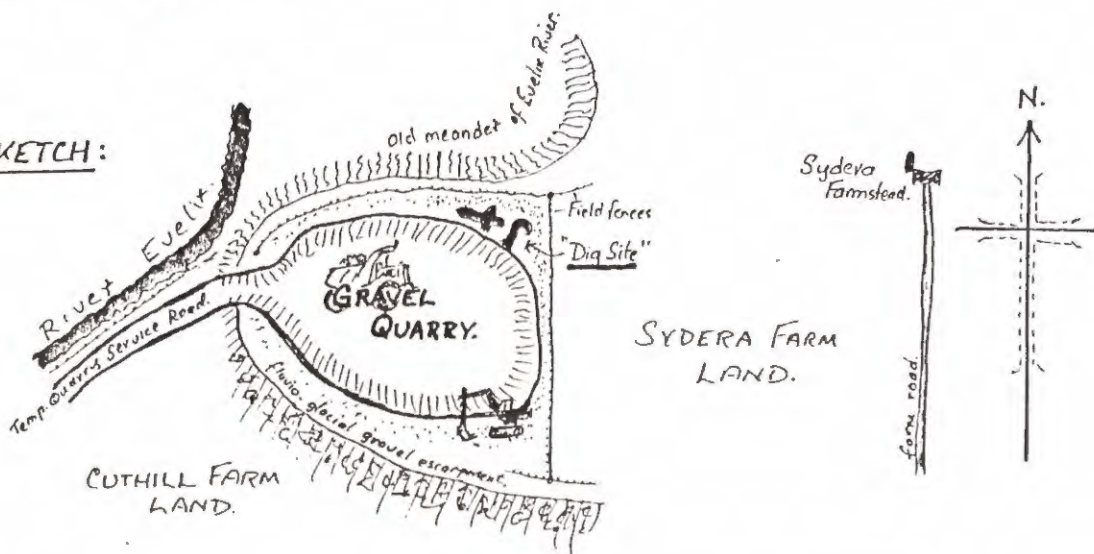 KETCH:
Old meander of Evelix River.
N.
River Evelix
Sydera
Farmstead.
Field fences
"Dig Site"
GRAVEL
QUARRY.
Temp. Quarry Service Road.
SYDERA FARM
LAND.
fluvio-glacial gravel escarpment.
farm road.
CUTHILL FARM
LAND.